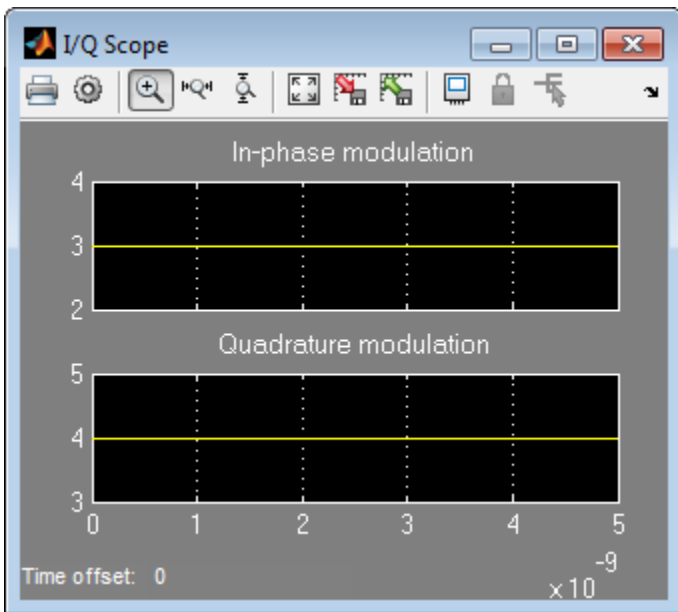 I/Q Scope
In-phase modulation
4
3
2
Quadrature modulation
5
4
3
0 1 2 3 4 5
Time offset: 0
x 10 -9